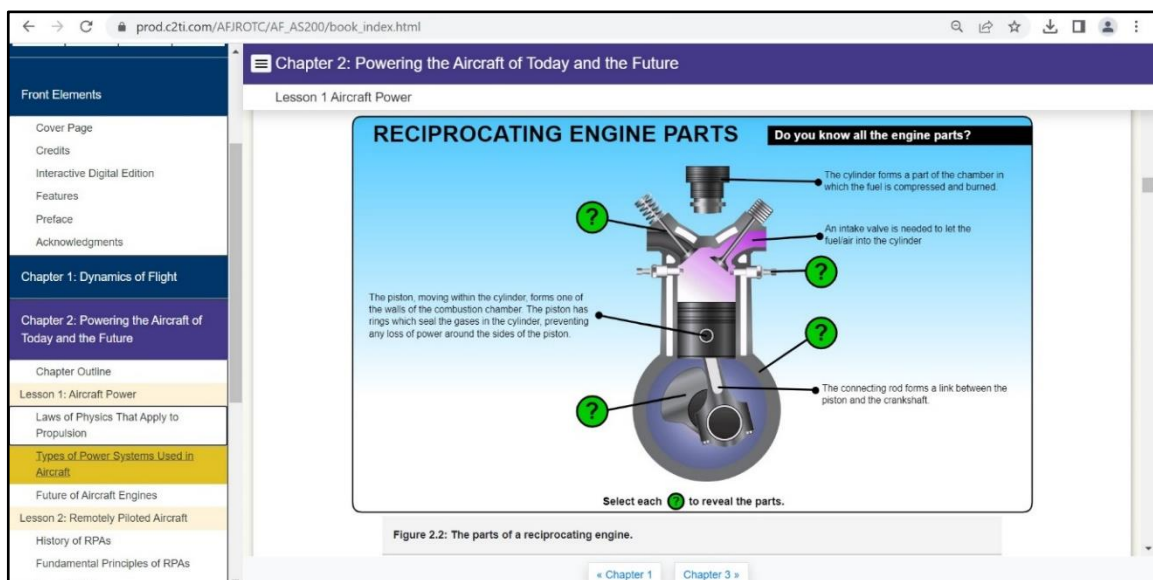 prod.c2ti.com/AFJROTC/AF_AS200/book_index.html
Front Elements
Cover Page
Credits
Interactive Digital Edition
Features
Preface
Acknowledgments
Chapter 1: Dynamics of Flight
Chapter 2: Powering the Aircraft of
Today and the Future
Chapter Outline
Lesson 1: Aircraft Power
Laws of Physics That Apply to
Propulsion
Types of Power Systems Used in
Aircraft
Future of Aircraft Engines
Lesson 2: Remotely Piloted Aircraft
History of RPAs
Fundamental Principles of RPAs
Chapter 2: Powering the Aircraft of Today and the Future
Lesson 1 Aircraft Power
RECIPROCATING ENGINE PARTS
Do you know all the engine parts?
The cylinder forms a part of the chamber in
which the fuel is compressed and burned.
?
An intake valve is needed to let the
fuel/air into the cylinder
?
The piston, moving within the cylinder, forms one of
the walls of the combustion chamber. The piston has
rings which seal the gases in the cylinder, preventing
any loss of power around the sides of the piston.
?
The connecting rod forms a link between the
piston and the crankshaft.
?
Select each ? to reveal the parts.
Figure 2.2: The parts of a reciprocating engine.
« Chapter 1
Chapter 3 »